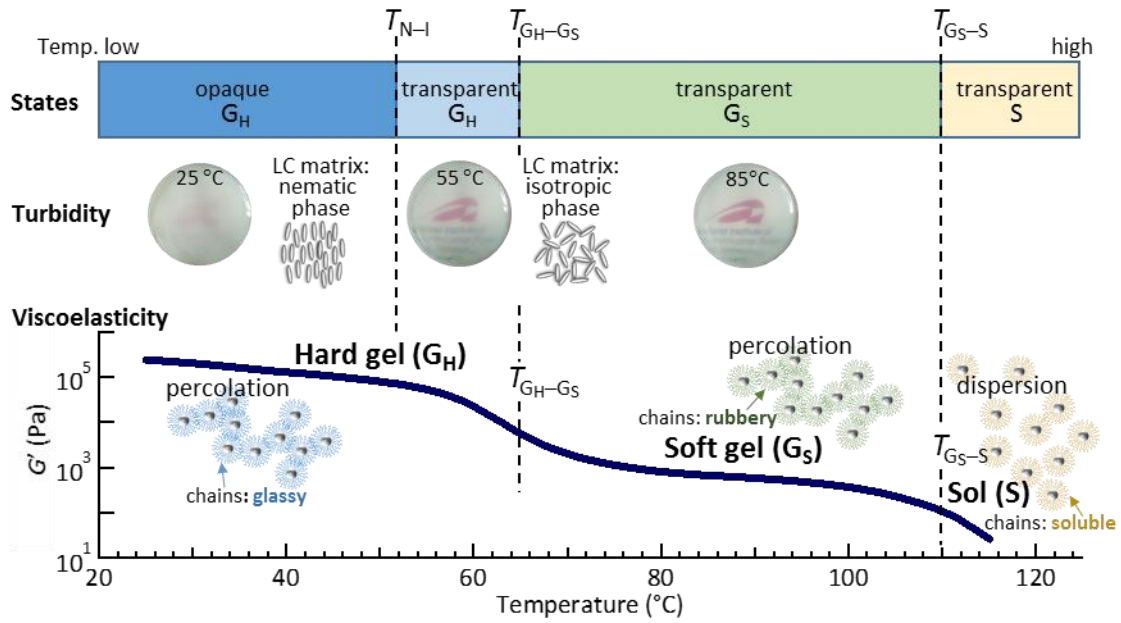 T_N–I
T_GH–GS
T_GS–S
Temp. low
high
States
opaque
G_H
transparent
G_H
transparent
G_S
transparent
S
Turbidity
25 °C
LC matrix:
nematic
phase
55 °C
LC matrix:
isotropic
phase
85°C
Viscoelasticity
Hard gel (G_H)
percolation
chains: glassy
T_GH–GS
percolation
chains: rubbery
Soft gel (G_S)
dispersion
T_GS–S
Sol (S)
chains: soluble
G' (Pa)
10^5
10^3
10^1
20
40
60
80
100
120
Temperature (°C)